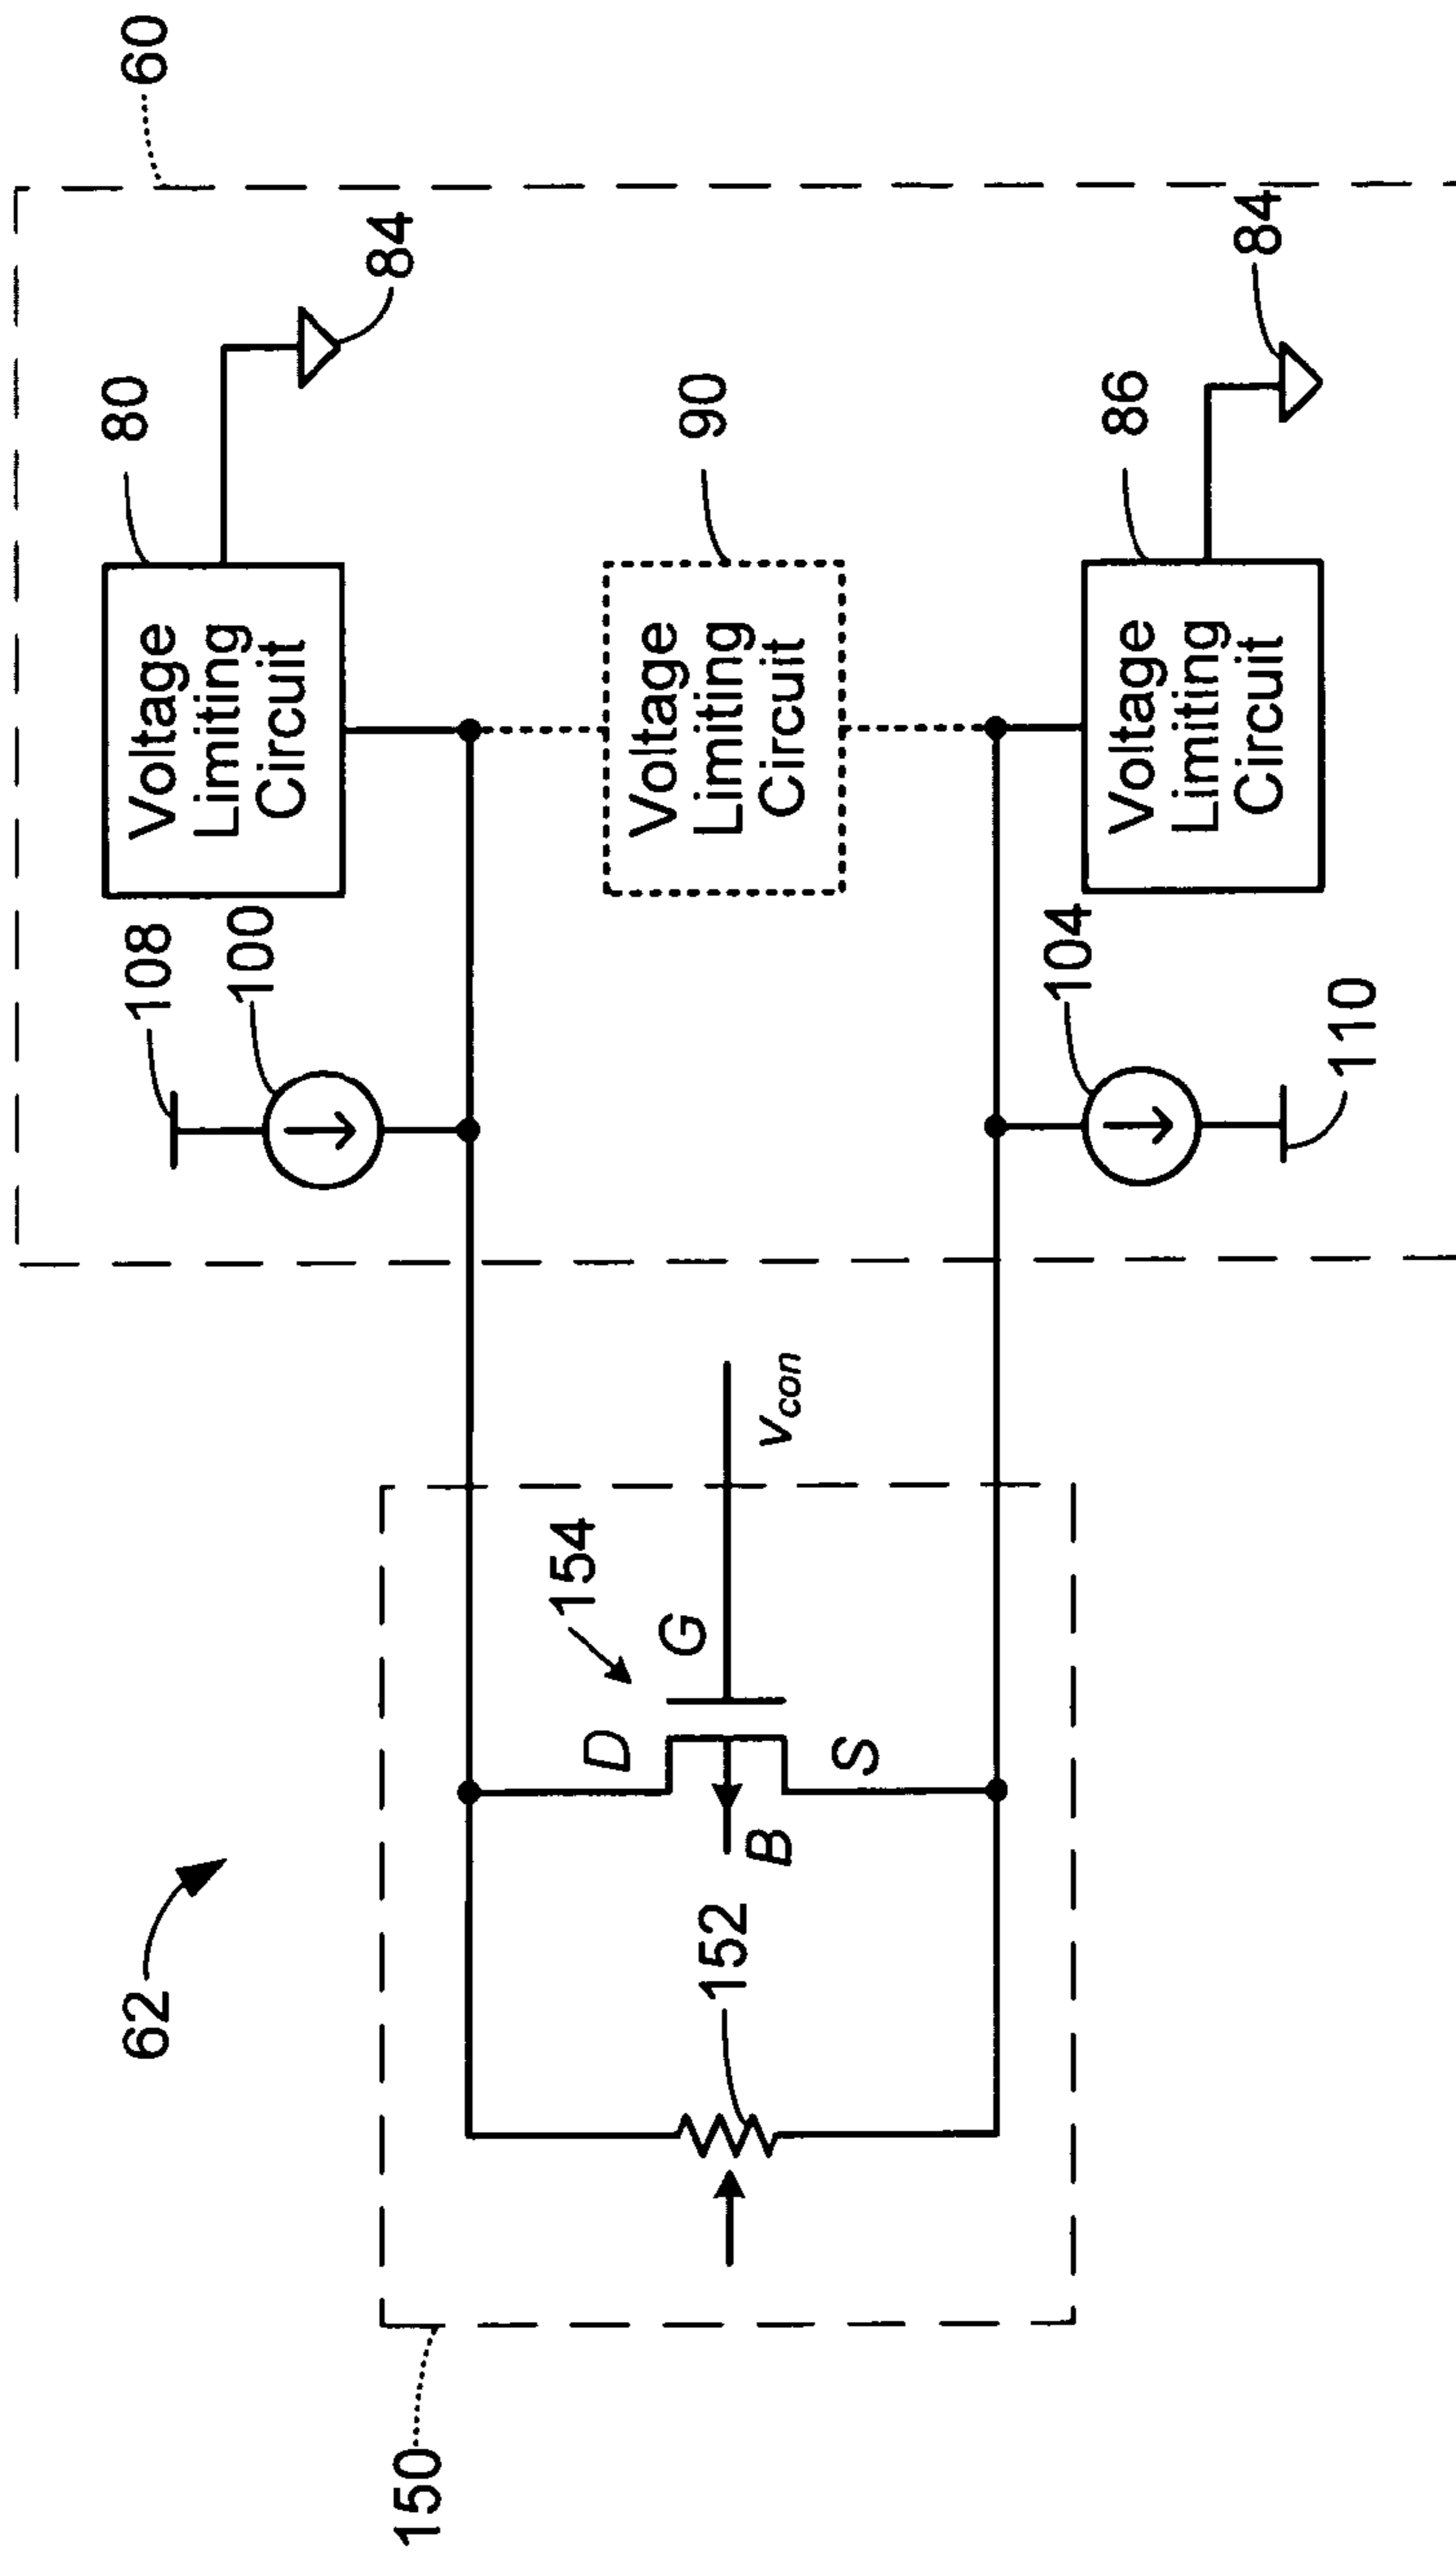 62
108
80
60
100
Voltage
Limiting
Circuit
84
150
154
D
G
90
Voltage
Limiting
Circuit
152
B
v_con
S
104
86
Voltage
Limiting
Circuit
84
110